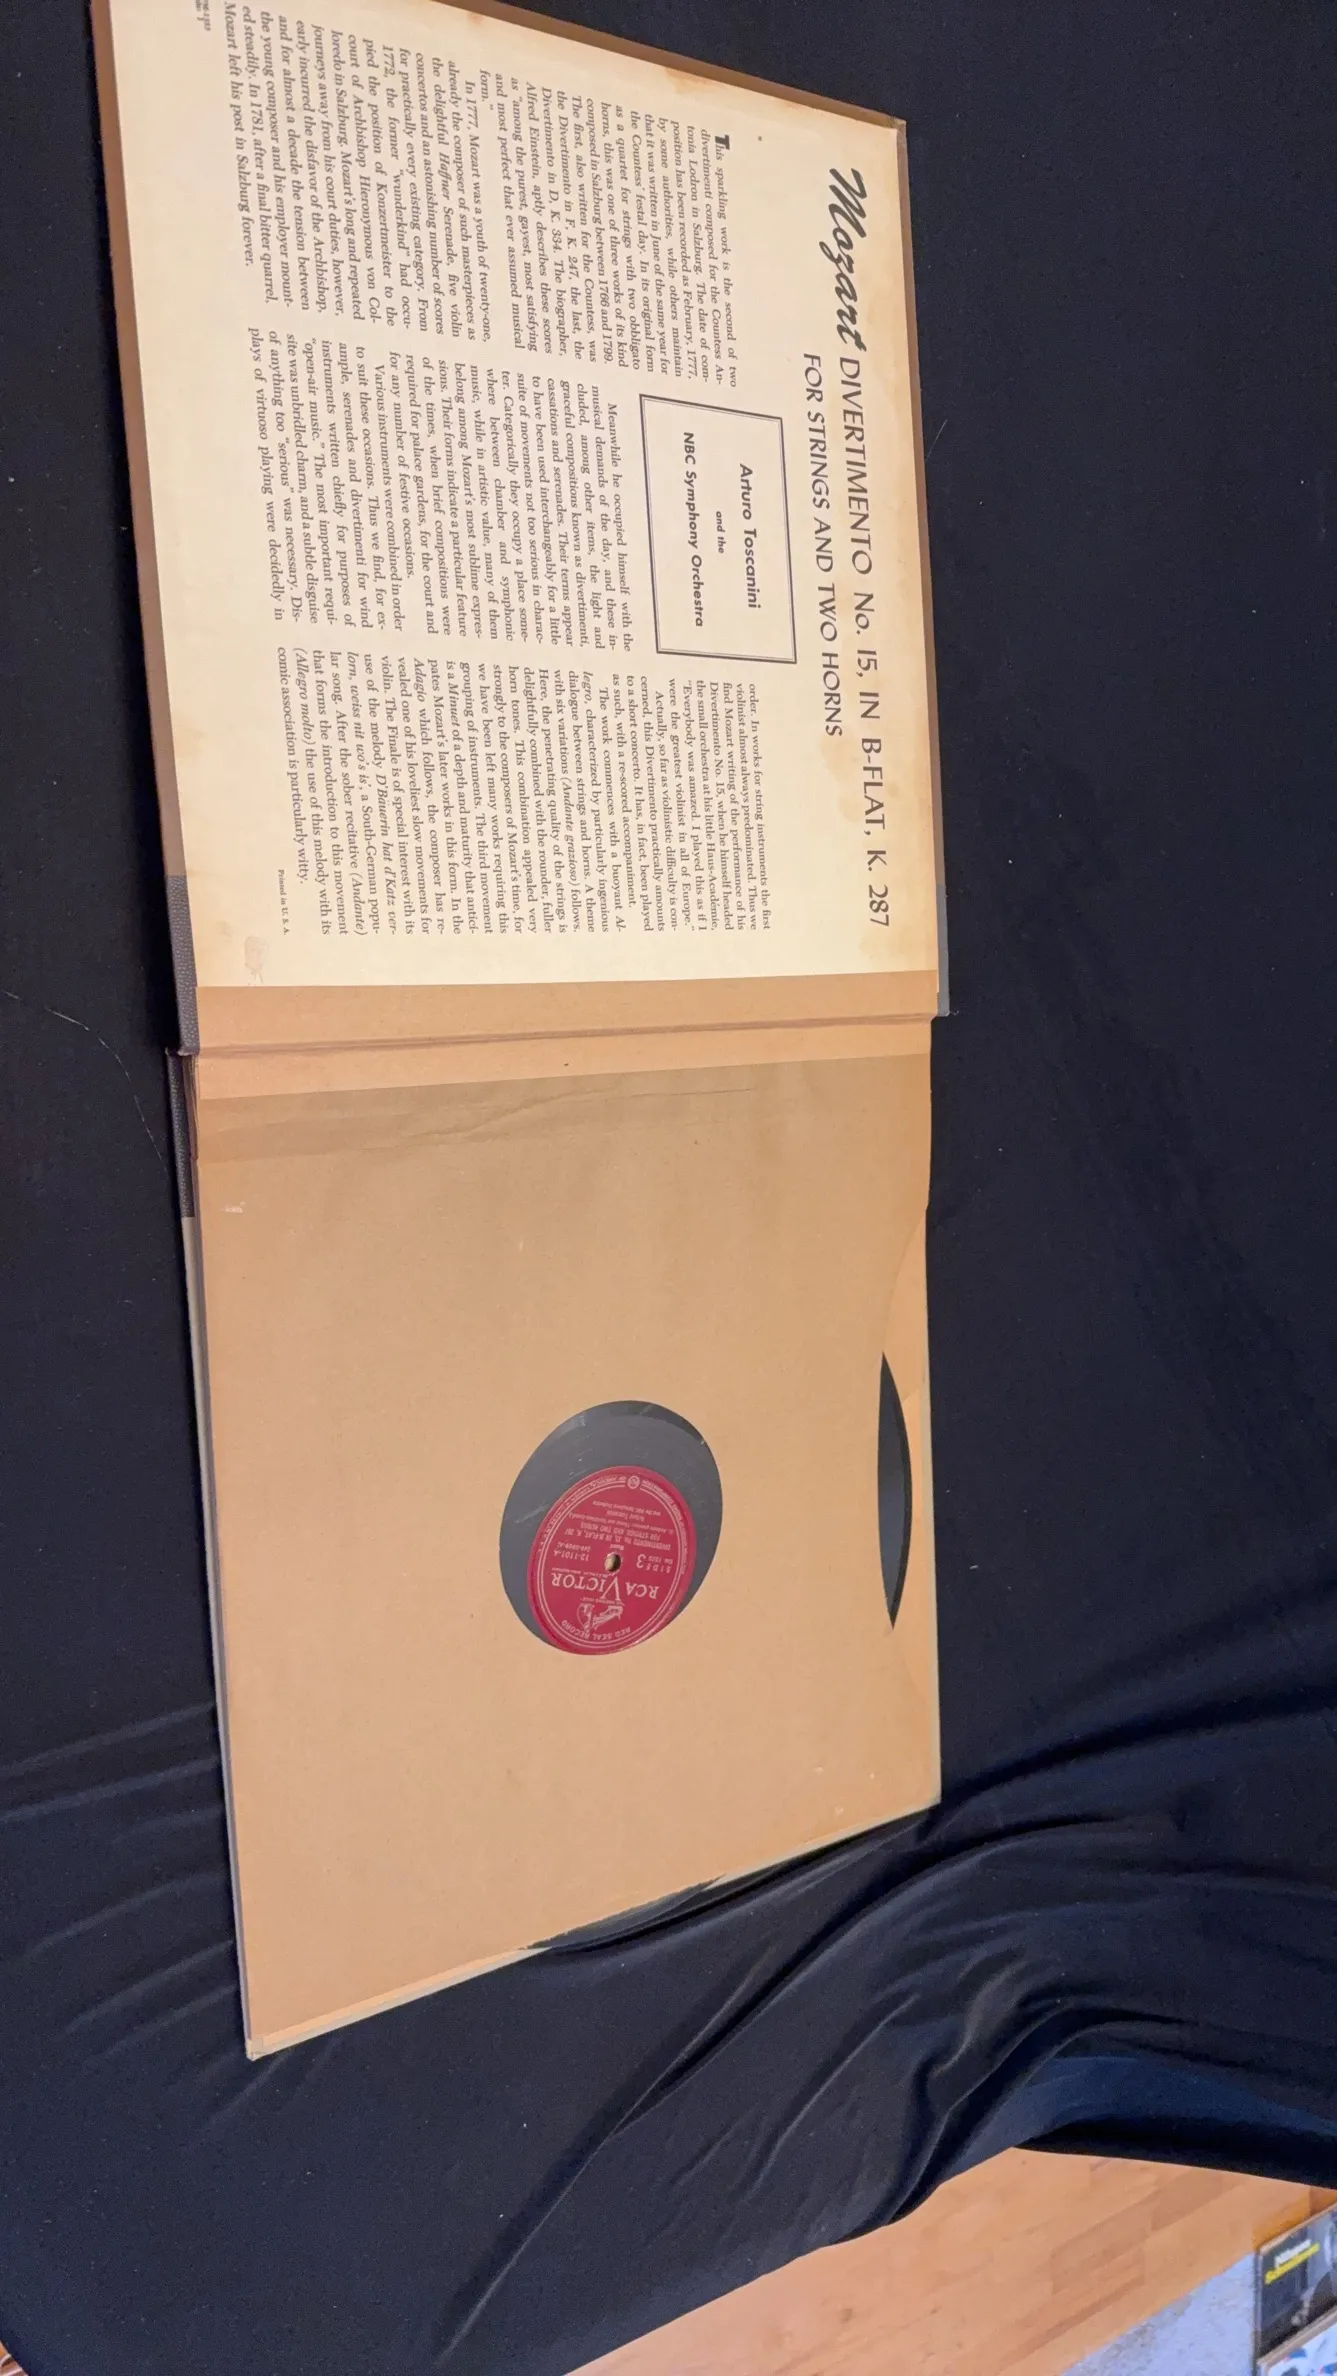 Mozart DIVERTIMENTO No. 15, IN B-FLAT, K. 287
FOR STRINGS AND TWO HORNS
Arturo Toscanini
and the
NBC Symphony Orchestra
This sparkling work is the second of two
divertimenti composed for the Countess An-
tonia Lodron in Salzburg. The date of com-
position has been recorded as February, 1777,
by some authorities, while others maintain
that it was written in June of the same year for
the Countess' festal day. In its original form
as a quartet for strings with two obbligato
horns, this was one of three works of its kind
composed in Salzburg between 1766 and 1799.
The first, also written for the Countess, was
the Divertimento in F, K. 247, the last, the
Divertimento in D, K. 334. The biographer,
Alfred Einstein, aptly describes these scores
as "among the purest, gayest, most satisfying
and most perfect that ever assumed musical
form."
In 1777, Mozart was a youth of twenty-one,
already the composer of such masterpieces as
the delightful Haffner Serenade, five violin
concertos and an astonishing number of scores
for practically every existing category. From
1772, the former "wunderkind" had occu-
pied the position of Konzertmeister to the
court of Archbishop Hieronymous von Col-
loredo in Salzburg. Mozart's long and repeated
journeys away from his court duties, however,
early incurred the disfavor of the Archbishop,
and for almost a decade the tension between
the young composer and his employer mount-
ed steadily. In 1781, after a final bitter quarrel,
Mozart left his post in Salzburg forever.
Meanwhile he occupied himself with the
musical demands of the day, and these in-
cluded, among other items, the light and
graceful compositions known as divertimenti,
cassations and serenades. Their terms appear
to have been used interchangeably for a little
suite of movements not too serious in charac-
ter. Categorically they occupy a place some-
where between chamber and symphonic
music, while in artistic value, many of them
belong among Mozart's most sublime expres-
sions. Their forms indicate a particular feature
of the times, when brief compositions were
required for palace gardens, for the court and
for any number of festive occasions.
Various instruments were combined in order
to suit these occasions. Thus we find, for ex-
ample, serenades and divertimenti for wind
instruments written chiefly for purposes of
"open-air music." The most important requi-
site was unbridled charm, and a subtle disguise
of anything too "serious" was necessary. Dis-
plays of virtuoso playing were decidedly in
order. In works for string instruments the first
violinist almost always predominated. Thus we
find Mozart writing of the performance of his
Divertimento No. 15, when he himself headed
the small orchestra at his little Haus-Académie,
"Everybody was amazed. I played this as if I
were the greatest violinist in all of Europe."
Actually, so far as violinistic difficulty is con-
cerned, this Divertimento practically amounts
to a short concerto. It has, in fact, been played
as such, with a re-scored accompaniment.
The work commences with a buoyant Al-
legro, characterized by particularly ingenious
dialogue between strings and horns. A theme
with six variations (Andante grazioso) follows.
Here, the penetrating quality of the strings is
delightfully combined with the rounder, fuller
horn tones. This combination appealed very
strongly to the composers of Mozart's time, for
we have been left many works requiring this
grouping of instruments. The third movement
is a Minuet of a depth and maturity that antici-
pates Mozart's later works in this form. In the
Adagio which follows, the composer has re-
vealed one of his loveliest slow movements for
violin. The Finale is of special interest with its
use of the melody D'Bäuerin hat d'Katz ver-
lorn, weiss nit wo's is', a South-German popu-
lar song. After the sober recitative (Andante)
that forms the introduction to this movement
(Allegro molto) the use of this melody with its
comic association is particularly witty.
Printed in U. S. A.
RED SEAL RECORD
RCA VICTOR
SIDE 3
12-1101-A
Mozart
DIVERTIMENTO No. 15, IN B-FLAT, K. 287
FOR STRINGS AND TWO HORNS
Arturo Toscanini
and the NBC Symphony Orchestra